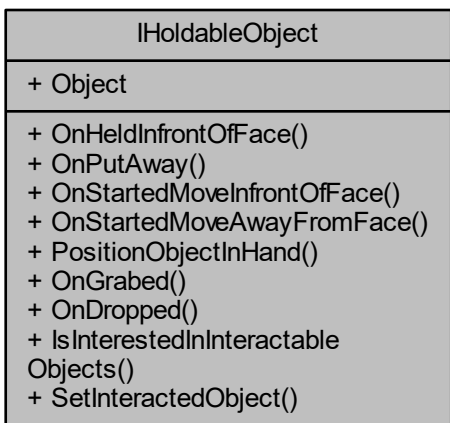 IHoldableObject
+ Object
+ OnHeldInfrontOfFace()
+ OnPutAway()
+ OnStartedMoveInfrontOfFace()
+ OnStartedMoveAwayFromFace()
+ PositionObjectInHand()
+ OnGrabed()
+ OnDropped()
+ IsInterestedInInteractable
Objects()
+ SetInteractedObject()